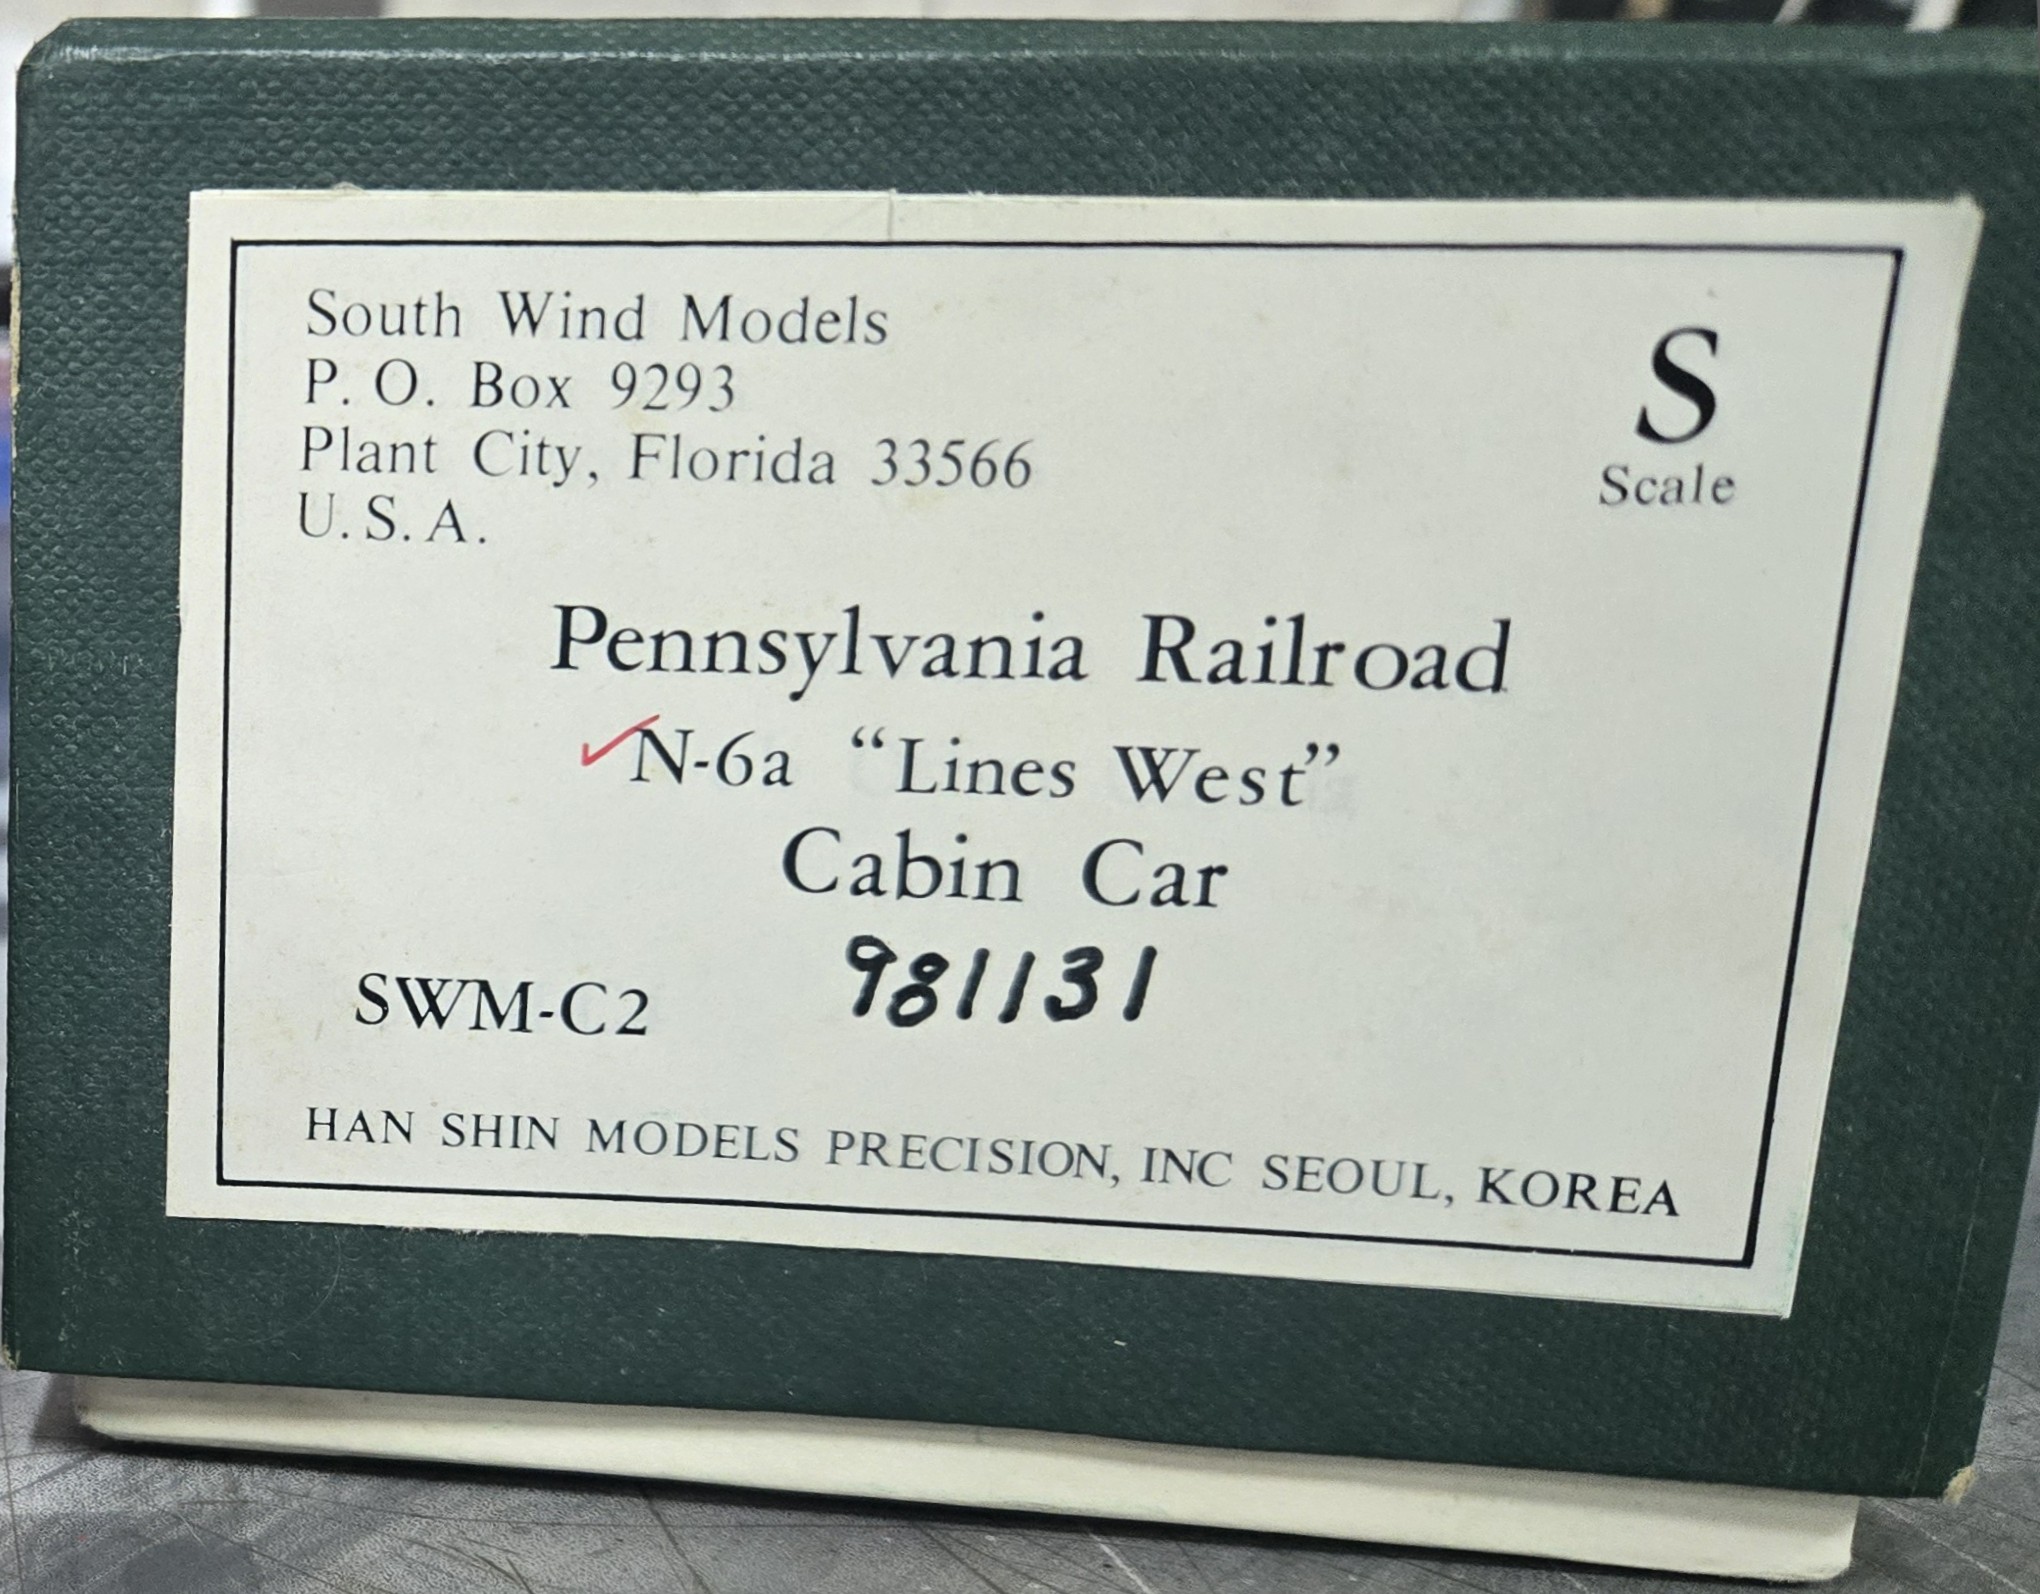 South Wind Models
P. O. Box 9293
Plant City, Florida 33566
U. S. A.
S
Scale
Pennsylvania Railroad
✓N-6a “Lines West”
Cabin Car
SWM-C2 981131
HAN SHIN MODELS PRECISION, INC SEOUL, KOREA